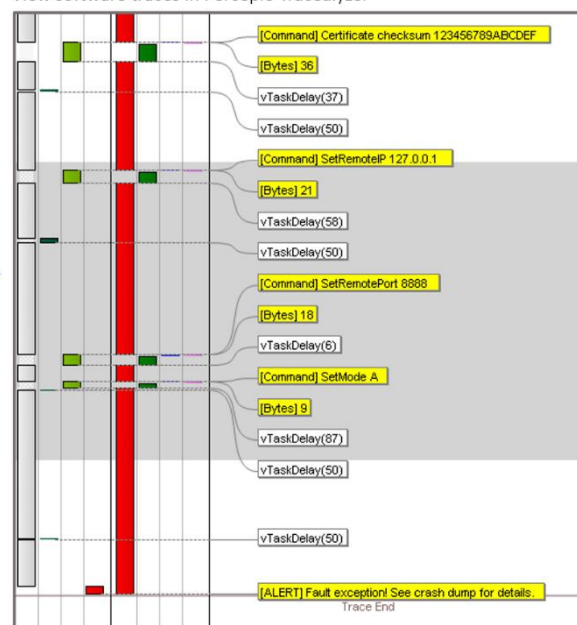 [Command] Certificate checksum 123456789ABCDEF
[Bytes] 36
vTaskDelay(37)
vTaskDelay(50)
[Command] SetRemoteIP 127.0.0.1
[Bytes] 21
vTaskDelay(58)
vTaskDelay(50)
[Command] SetRemotePort 8888
[Bytes] 18
vTaskDelay(6)
[Command] SetMode A
[Bytes] 9
vTaskDelay(87)
vTaskDelay(50)
vTaskDelay(50)
[ALERT] Fault exception! See crash dump for details.
Trace End